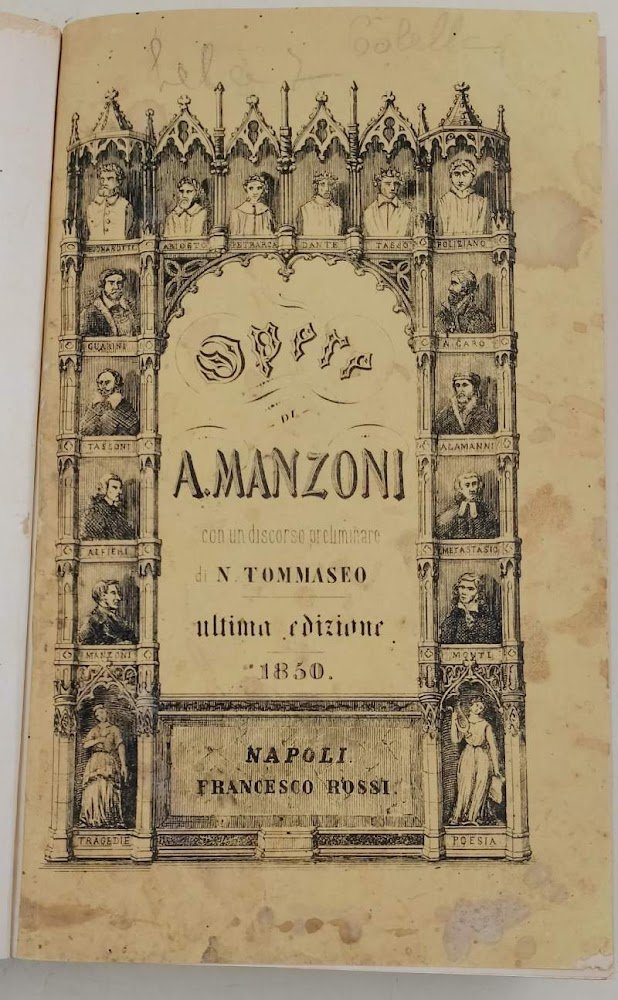 BUONAROTTI ARIOSTO PETRARCA DANTE TASSO POLIZIANO
GUARINI
TASSONI
ALFIERI
MANZONI
TRAGEDIE
OPERE
DI
A. MANZONI
con un discorso preliminare
di N. TOMMASEO
ultima edizione
1850.
NAPOLI.
FRANCESCO ROSSI.
A. CARO
ALAMANNI
METASTASIO
MONTI
POESIA